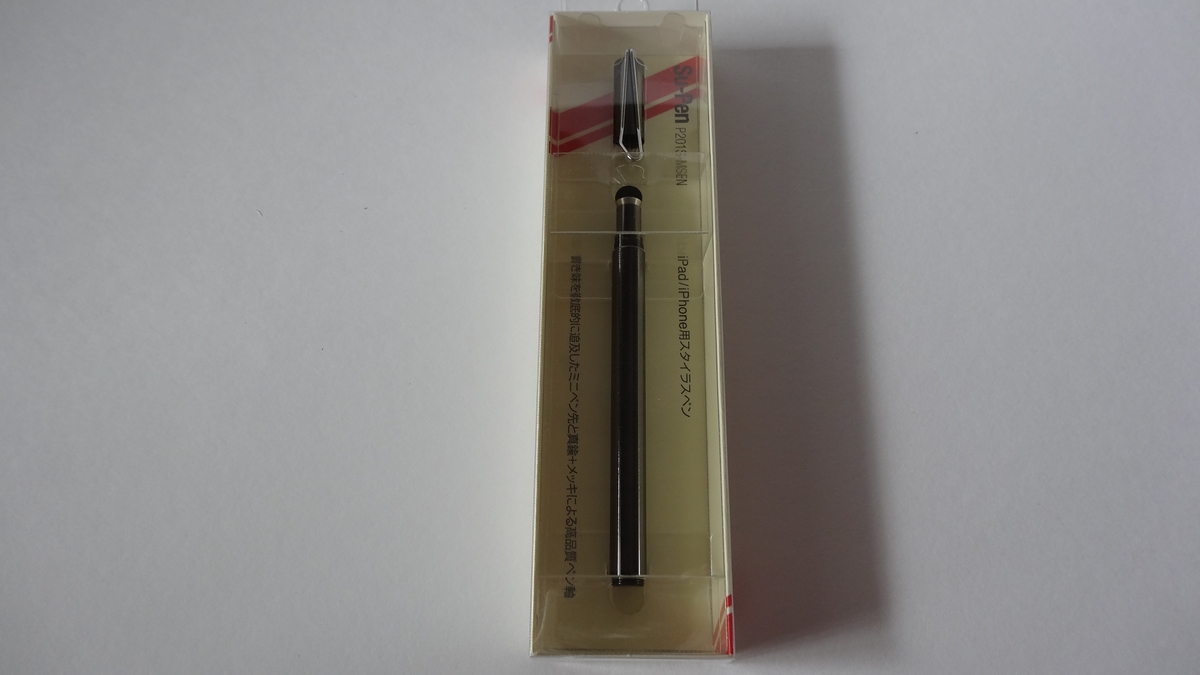 Su-Pen P201S-MSEN
iPad/iPhone用スタイラスペン
書き味を徹底的に追及したミニペン先と真鍮+メッキによる高品質ペン軸